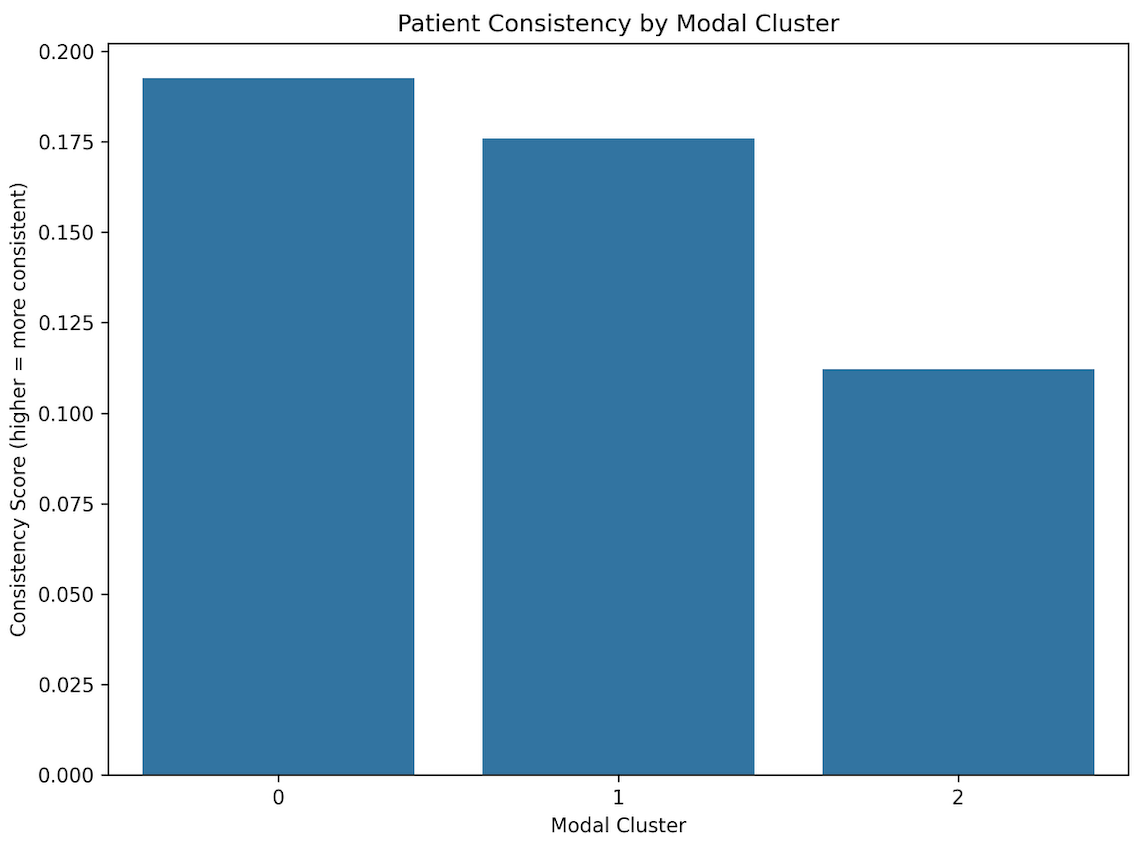 Patient Consistency by Modal Cluster
Consistency Score (higher = more consistent)
0.200
0.175
0.150
0.125
0.100
0.075
0.050
0.025
0.000
0 1 2
Modal Cluster